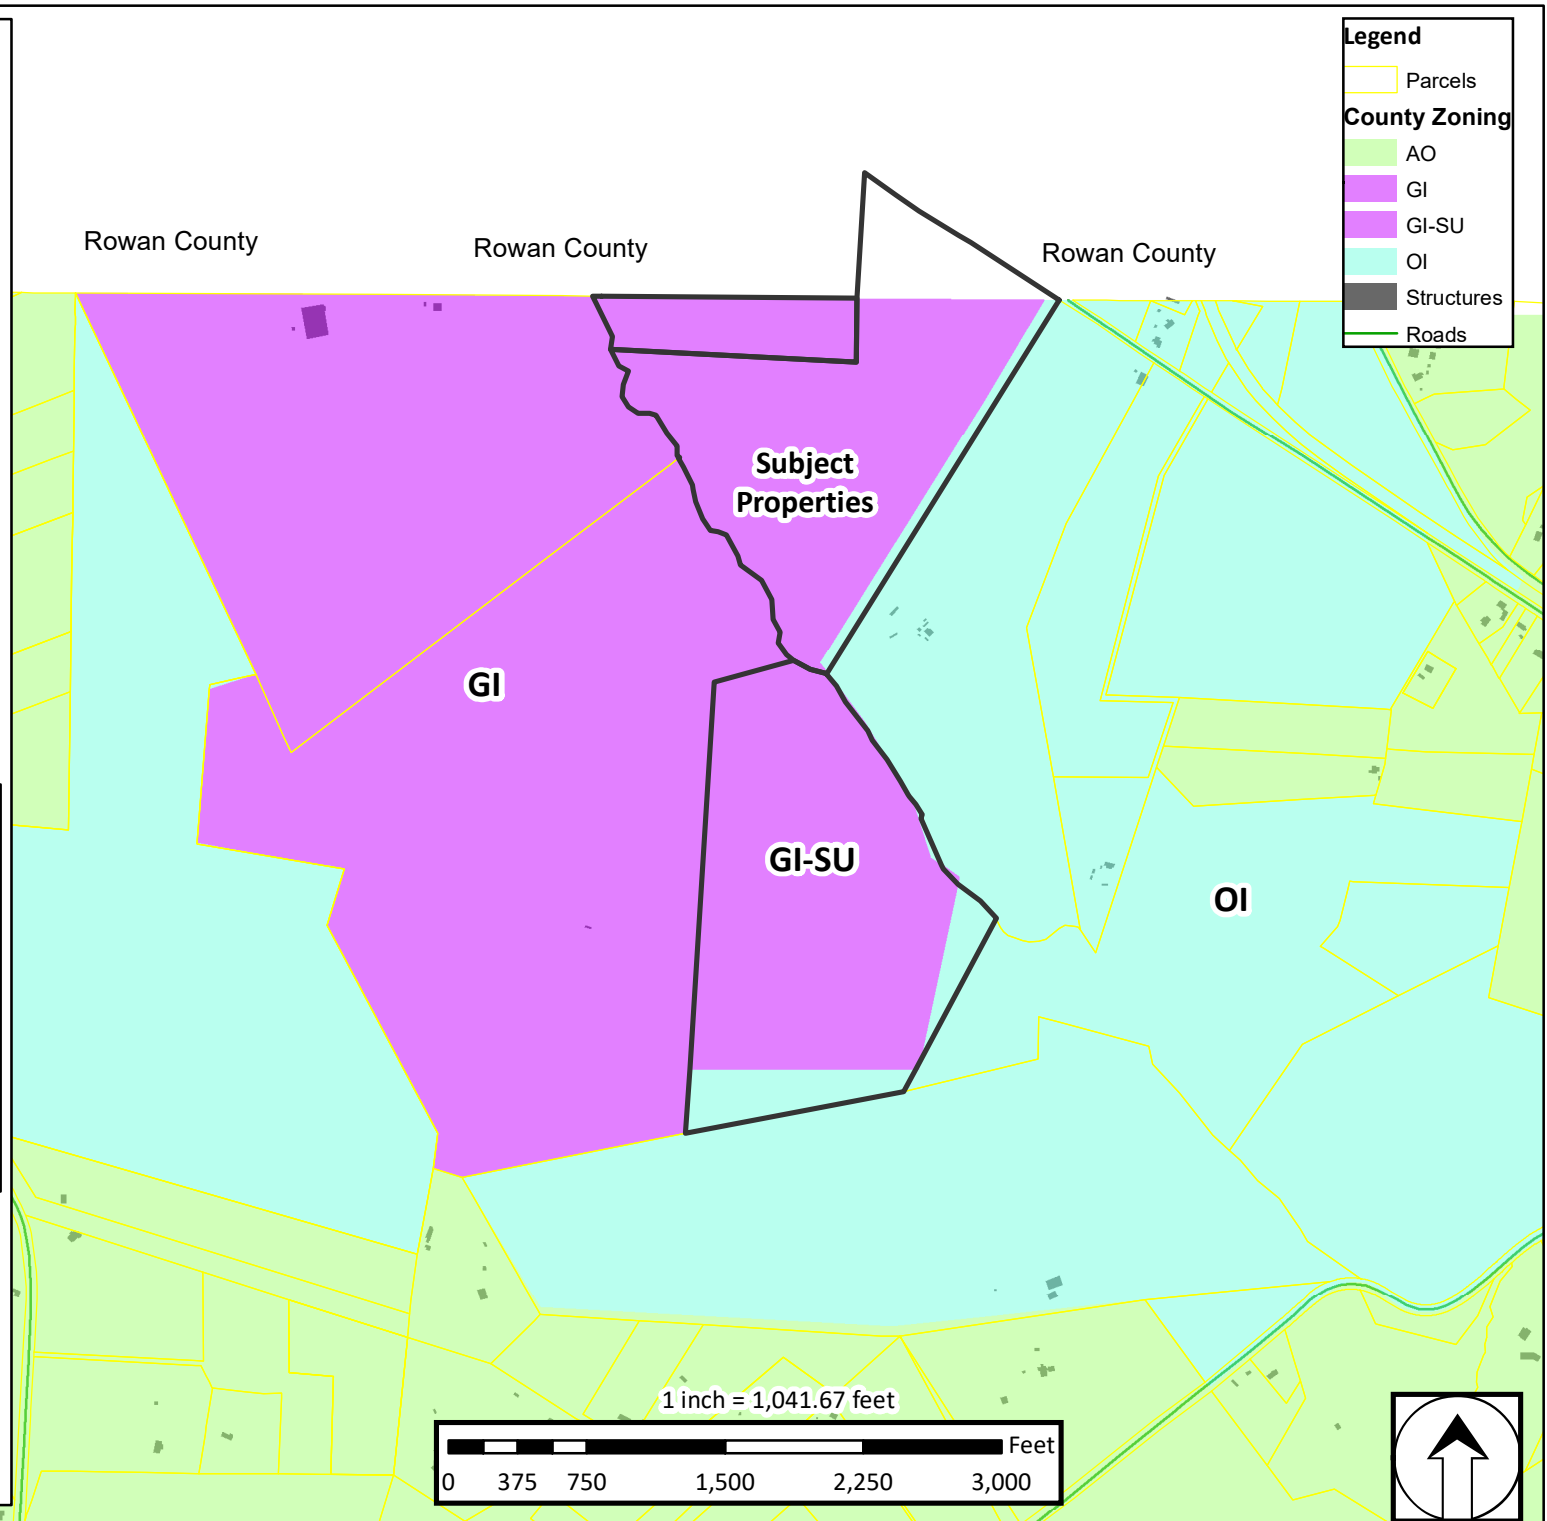 Legend
Parcels
County Zoning
AO
GI
GI-SU
OI
Structures
Roads
Rowan County
Rowan County
Rowan County
Subject
Properties
GI
GI-SU
OI
1 inch = 1,041.67 feet
Feet
0 375 750 1,500 2,250 3,000